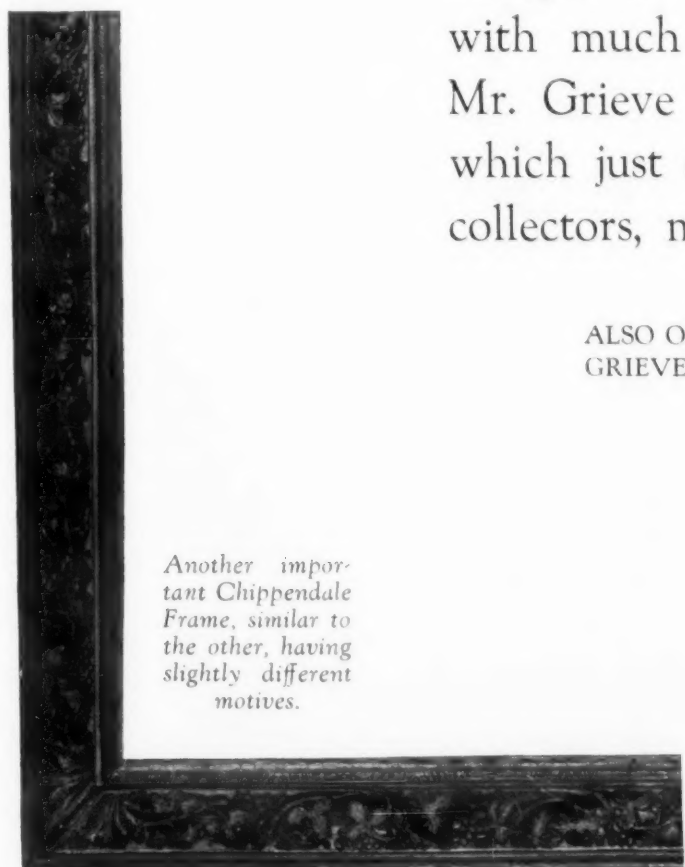 with much
Mr. Grieve
which just
collectors,
ALSO O
GRIEVE
Another impor-
tant Chippendale
Frame, similar to
the other, having
slightly different
motives.